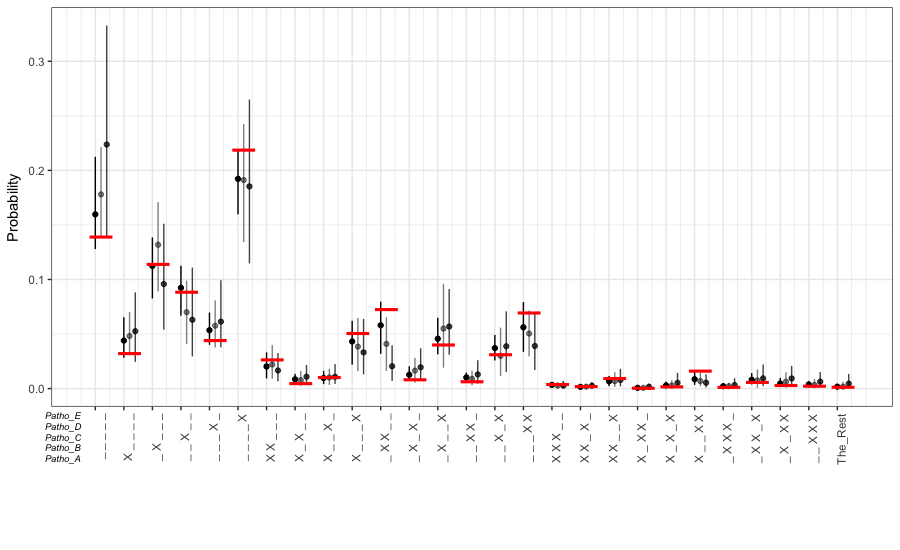 Probability
0.3
0.2
0.1
0.0
Patho_E
Patho_D
Patho_C
Patho_B
Patho_A
_ _ _ _ _
X _ _ _ _
_ X _ _ _
_ _ X _ _
_ _ _ X _
_ _ _ _ X
X X _ _ _
X _ X _ _
X _ _ X _
X _ _ _ X
_ X X _ _
_ X _ X _
_ X _ _ X
_ _ X X _
_ _ X _ X
_ _ _ X X
X X X _ _
X X _ X _
X X _ _ X
X _ X X _
X _ X _ X
X _ _ X X
_ X X X _
_ X X _ X
_ X _ X X
_ _ X X X
The_Rest